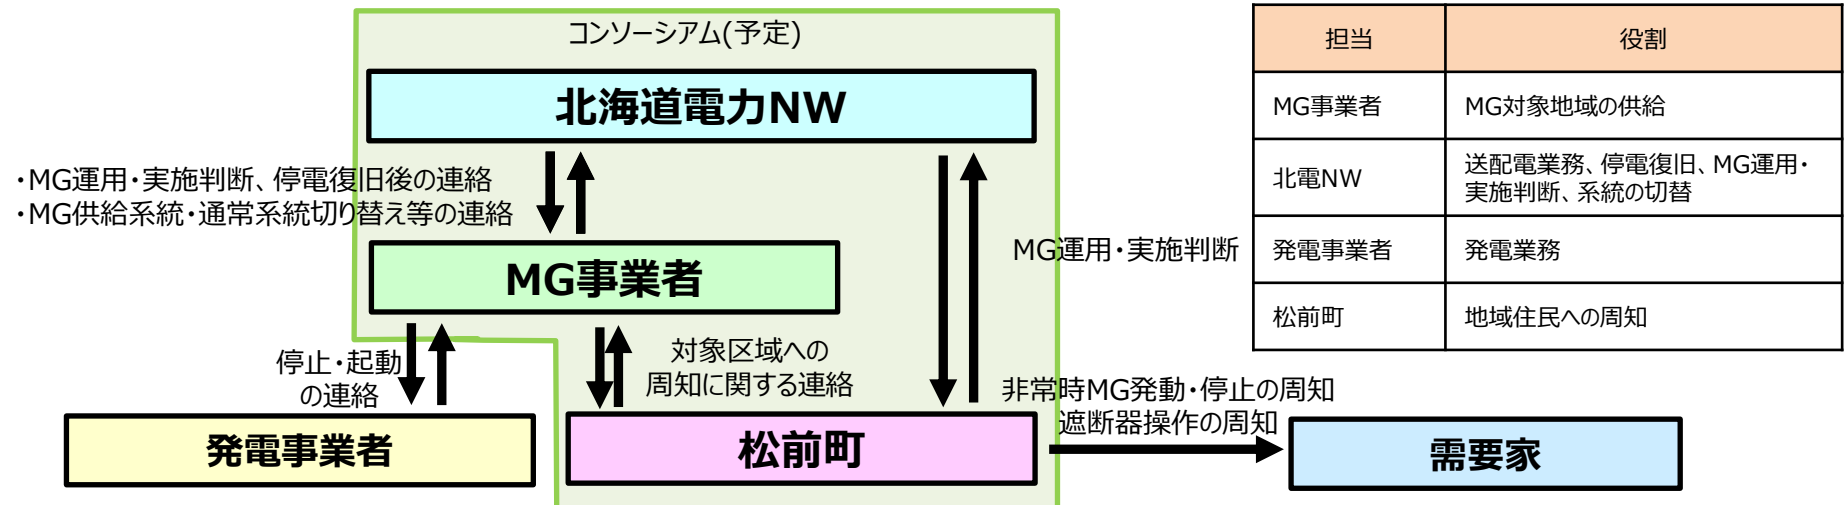 コンソーシアム(予定)
北海道電力NW
・MG運用・実施判断、停電復旧後の連絡
・MG供給系統・通常系統切り替え等の連絡
MG事業者
MG運用・実施判断
停止・起動
の連絡
対象区域への
周知に関する連絡
非常時MG発動・停止の周知
遮断器操作の周知
発電事業者
松前町
需要家
担当 役割
MG事業者 MG対象地域の供給
北電NW 送配電業務、停電復旧、MG運用・
実施判断、系統の切替
発電事業者 発電業務
松前町 地域住民への周知